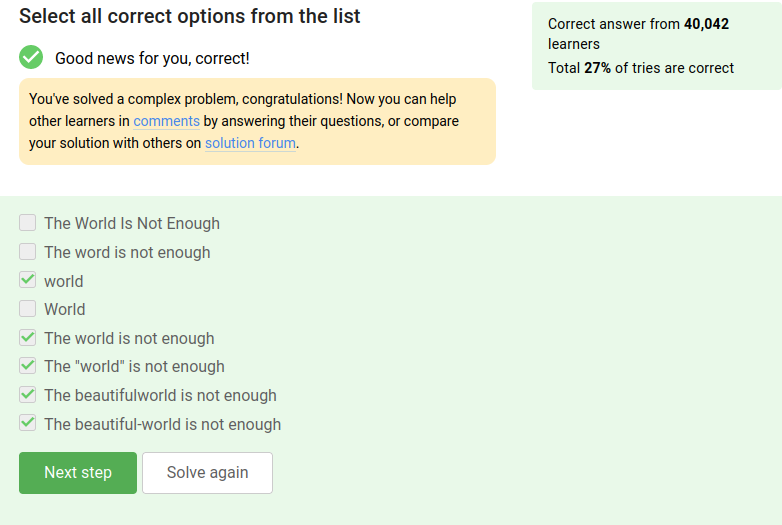 Select all correct options from the list
Good news for you, correct!
You've solved a complex problem, congratulations! Now you can help
other learners in comments by answering their questions, or compare
your solution with others on solution forum.
Correct answer from 40,042
learners
Total 27% of tries are correct
The World Is Not Enough
The word is not enough
world
World
The world is not enough
The "world" is not enough
The beautifulworld is not enough
The beautiful-world is not enough
Next step
Solve again